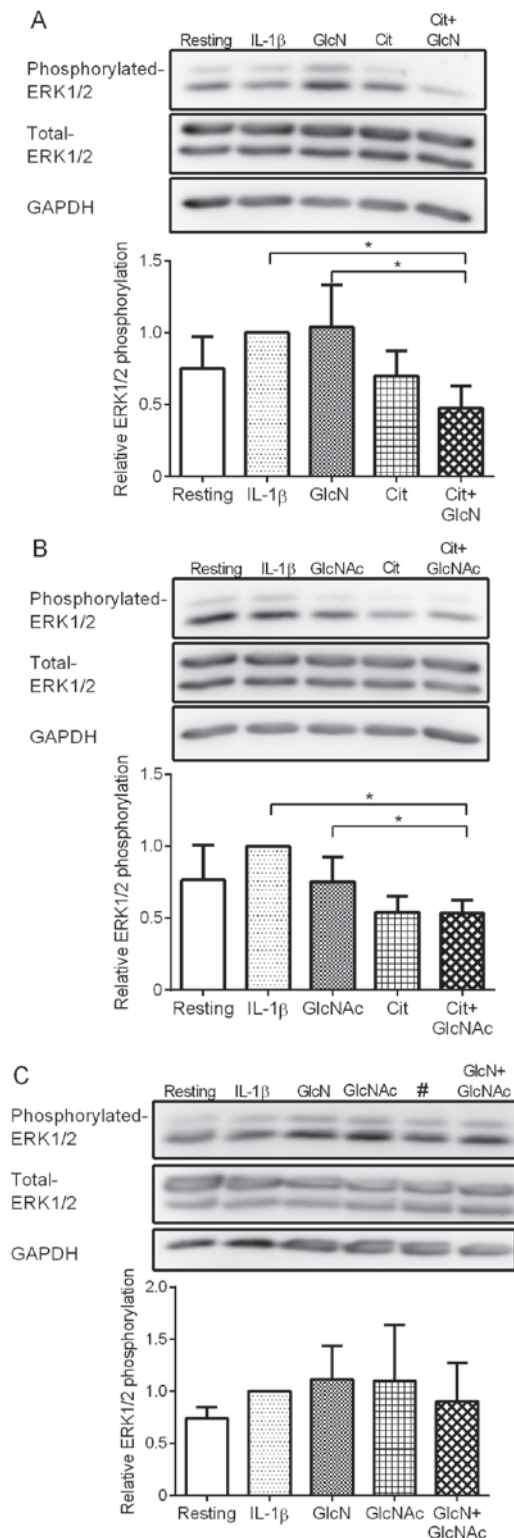 A
Resting IL-1β GlcN Cit Cit+
GlcN
Phosphorylated-
ERK1/2
Total-
ERK1/2
GAPDH
Relative ERK1/2 phosphorylation
1.5
1.0
0.5
0
*
*
Resting IL-1β GlcN Cit Cit+
GlcN
B
Resting IL-1β GlcNAc Cit Cit+
GlcNAc
Phosphorylated-
ERK1/2
Total-
ERK1/2
GAPDH
Relative ERK1/2 phosphorylation
1.5
1.0
0.5
0
*
*
Resting IL-1β GlcNAc Cit Cit+
GlcNAc
C
Resting IL-1β GlcN GlcNAc # GlcN+
GlcNAc
Phosphorylated-
ERK1/2
Total-
ERK1/2
GAPDH
Relative ERK1/2 phosphorylation
2.0
1.5
1.0
0.5
0
Resting IL-1β GlcN GlcNAc GlcN+
GlcNAc